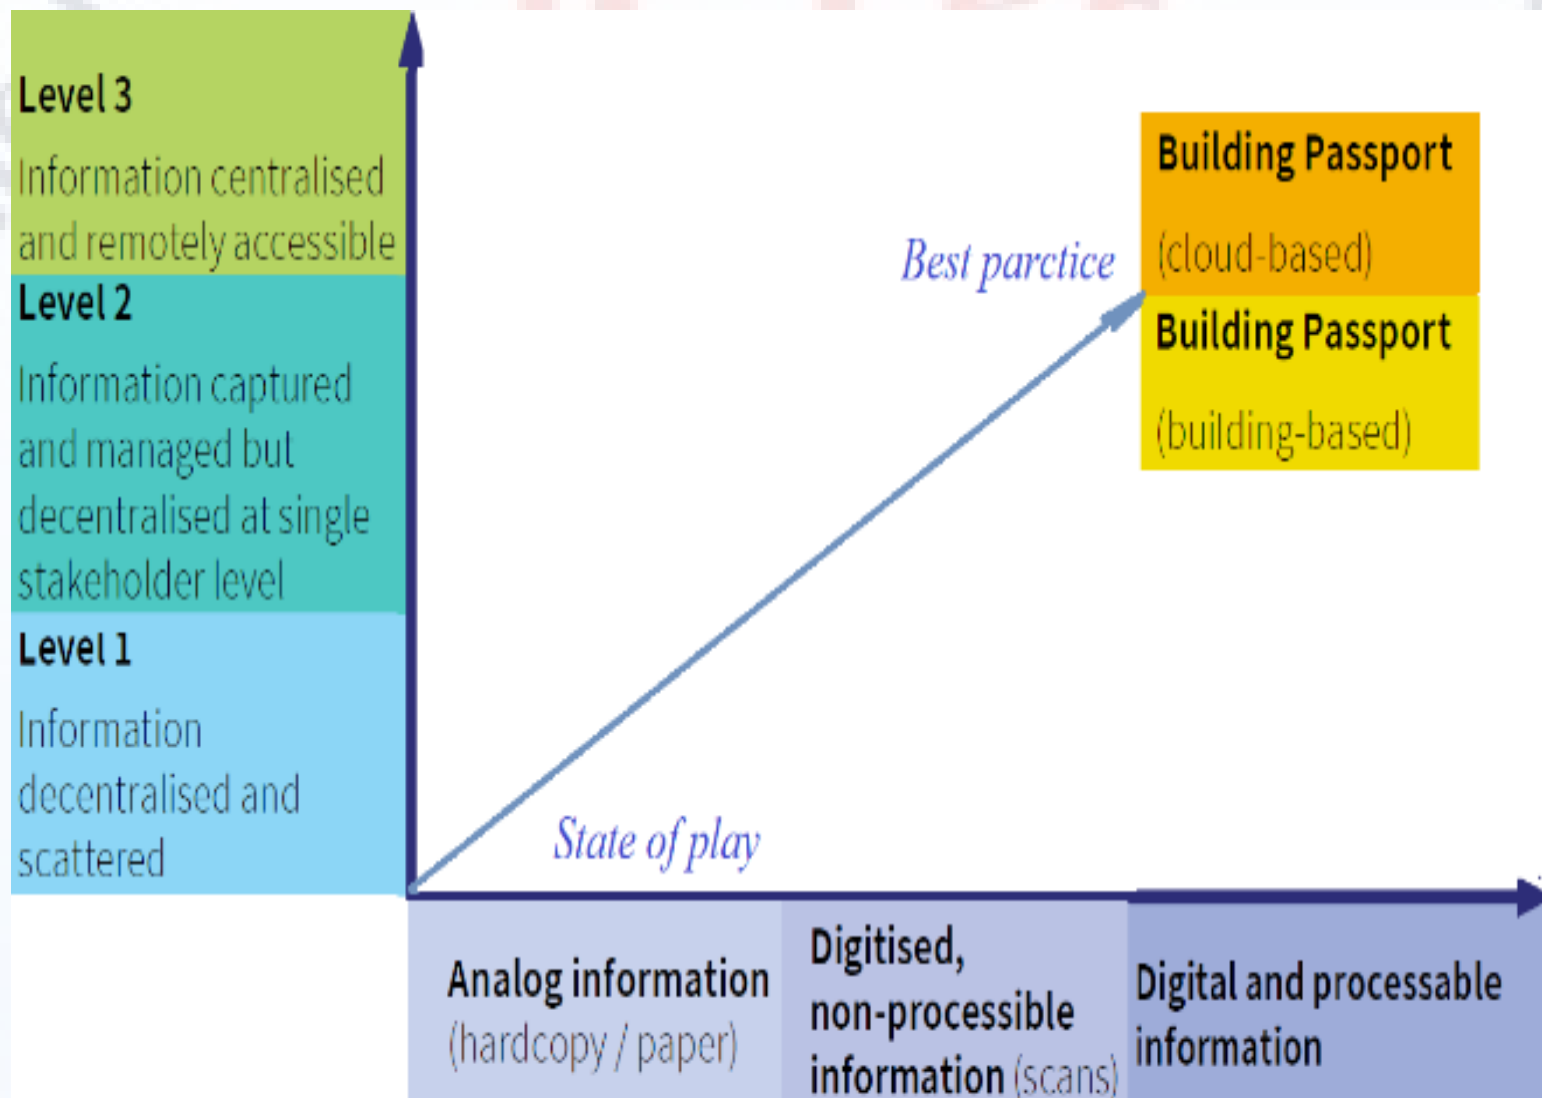 Level 3
Information centralised
and remotely accessible
Level 2
Information captured
and managed but
decentralised at single
stakeholder level
Level 1
Information
decentralised and
scattered
Best parctice
Building Passport
(cloud-based)
Building Passport
(building-based)
State of play
Analog information
(hardcopy / paper)
Digitised,
non-processible
information (scans)
Digital and processable
information